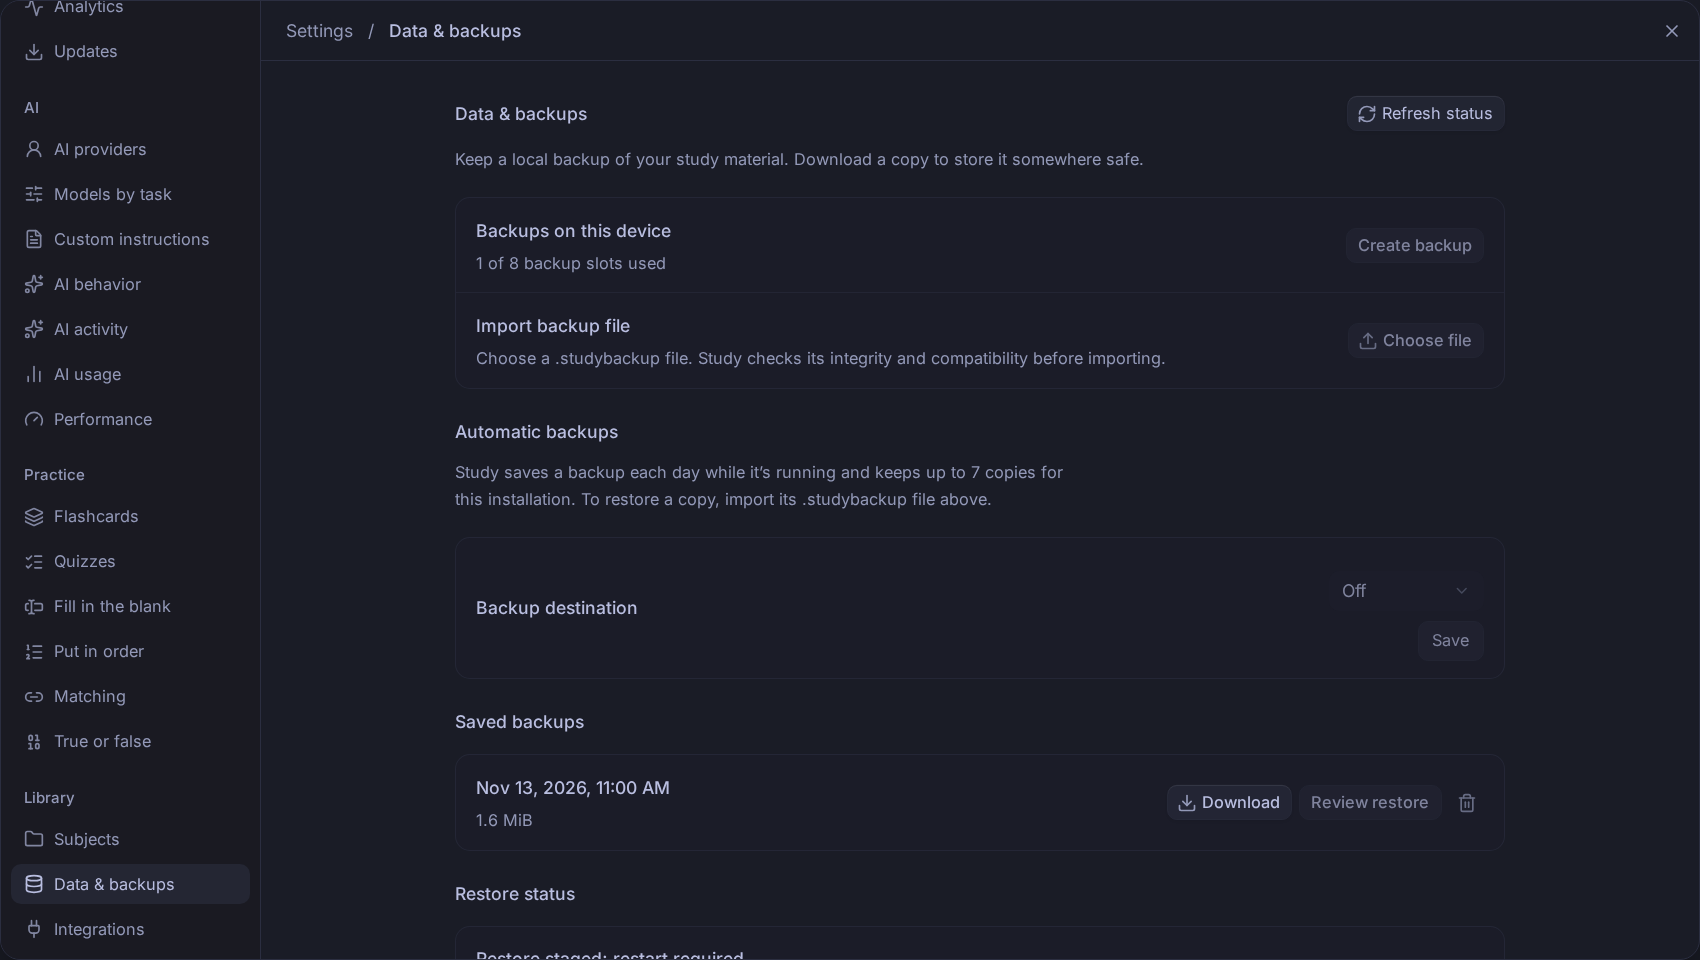 Analytics
Updates
AI
AI providers
Models by task
Custom instructions
AI behavior
AI activity
AI usage
Performance
Practice
Flashcards
Quizzes
Fill in the blank
Put in order
Matching
True or false
Library
Subjects
Data & backups
Integrations
Settings / Data & backups
Data & backups
Refresh status
Keep a local backup of your study material. Download a copy to store it somewhere safe.
Backups on this device
1 of 8 backup slots used
Create backup
Import backup file
Choose a .studybackup file. Study checks its integrity and compatibility before importing.
Choose file
Automatic backups
Study saves a backup each day while it’s running and keeps up to 7 copies for
this installation. To restore a copy, import its .studybackup file above.
Backup destination
Off
Save
Saved backups
Nov 13, 2026, 11:00 AM
1.6 MiB
Download
Review restore
Restore status
Restore staged: restart required